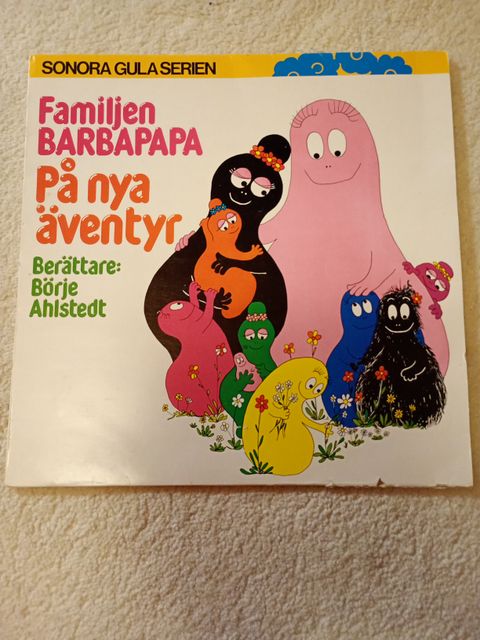 SONORA GULA SERIEN
Familjen
BARBAPAPA
På nya
äventyr
Berättare:
Börje
Ahlstedt